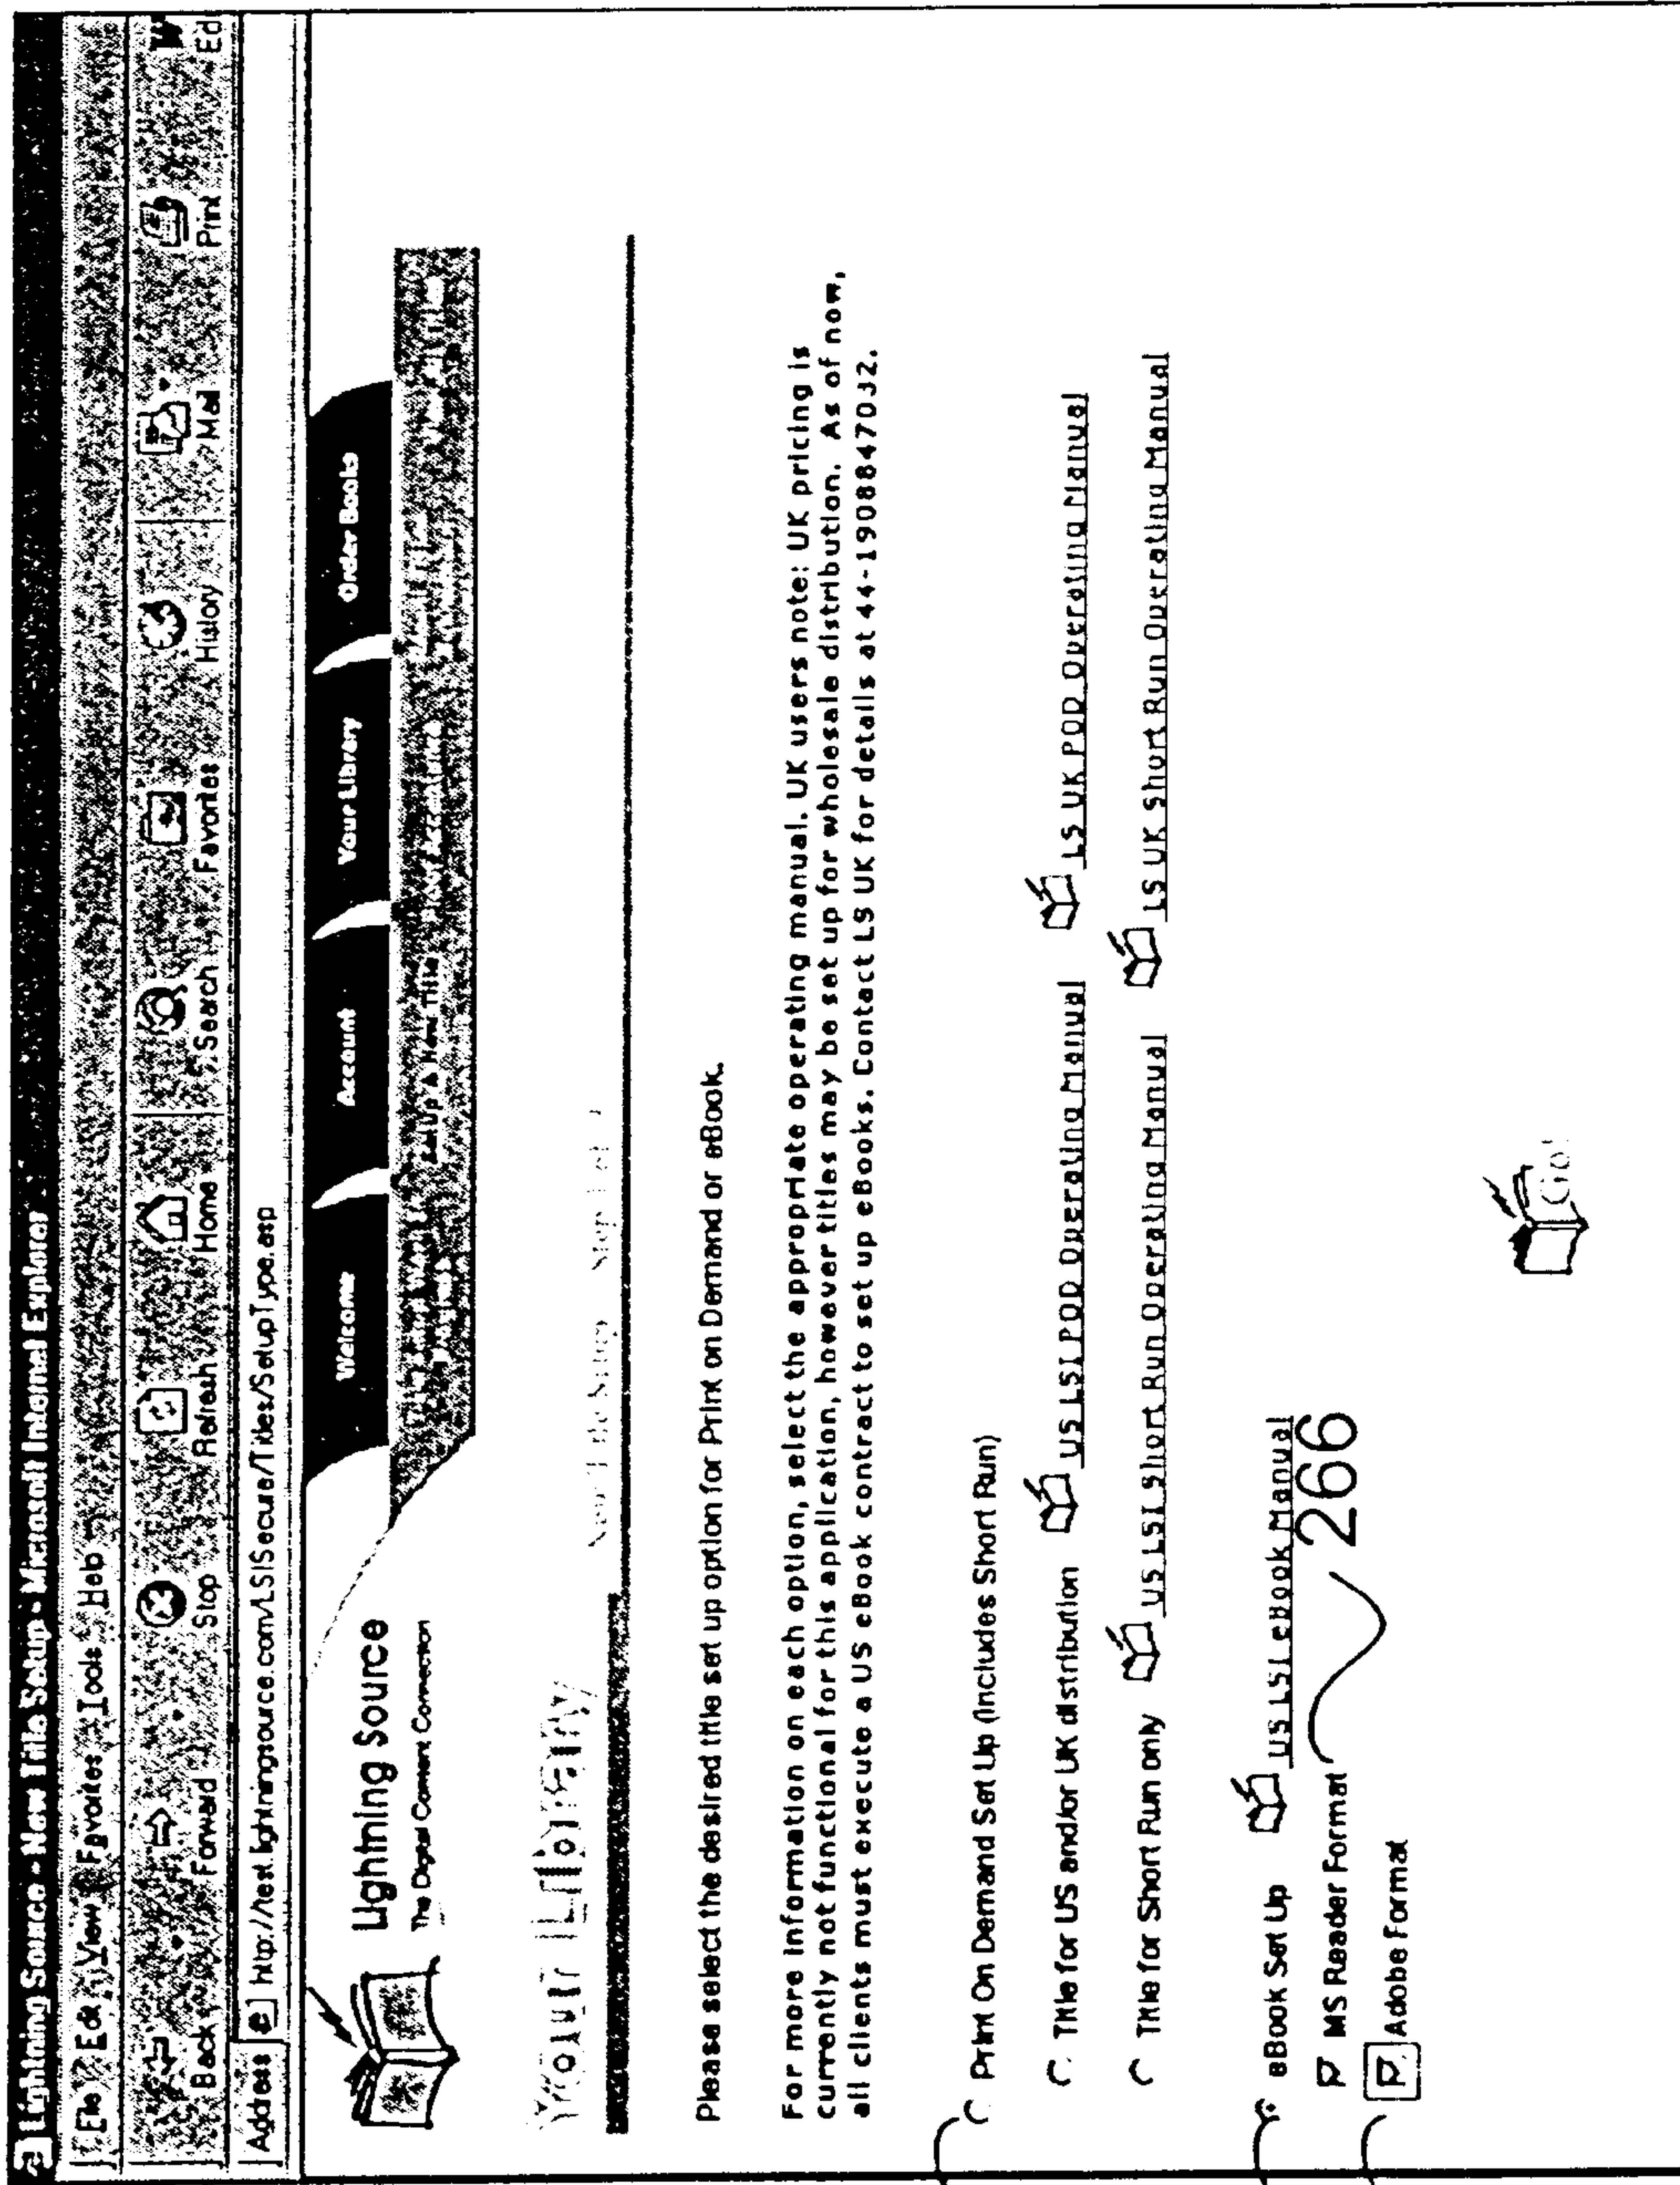 Lightning Source - New Title Setup - Microsoft Internet Explorer
File Edit View Favorites Tools Help
Back Forward Stop Refresh Home Search Favorites History Mail Print Ed
Address http://test.lightningsource.com/LSISecure/Titles/SetupType.asp
Lightning Source
The Digital Content Connection
Welcome Account Your Library Order Books
Set Up A New Title
Your Library
Please select the desired title set up option for Print on Demand or eBook.
For more information on each option, select the appropriate operating manual. UK users note: UK pricing is
currently not functional for this application, however titles may be set up for wholesale distribution. As of now,
all clients must execute a US eBook contract to set up eBooks. Contact LS UK for details at 44-1908847032.
Print On Demand Set Up (Includes Short Run)
Title for US and/or UK distribution US LSI POD Operating Manual LS UK POD Operating Manual
Title for Short Run only US LSI Short Run Operating Manual LS UK Short Run Operating Manual
eBook Set Up US LSI eBook Manual
MS Reader Format 266
Adobe Format
Go!